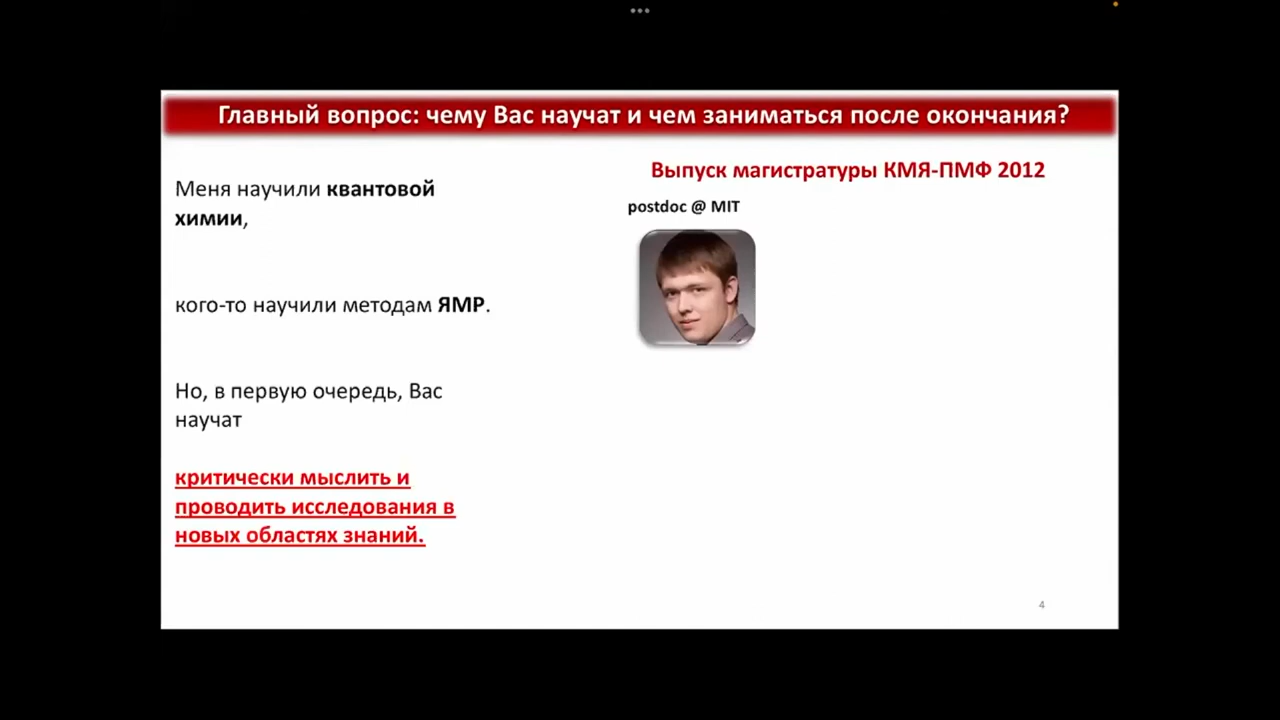 Главный вопрос: чему Вас научат и чем заниматься после окончания?
Меня научили квантовой
химии,
кого-то научили методам ЯМР.
Но, в первую очередь, Вас
научат
критически мыслить и
проводить исследования в
новых областях знаний.
Выпуск магистратуры КМЯ-ПМФ 2012
postdoc @ MIT
4